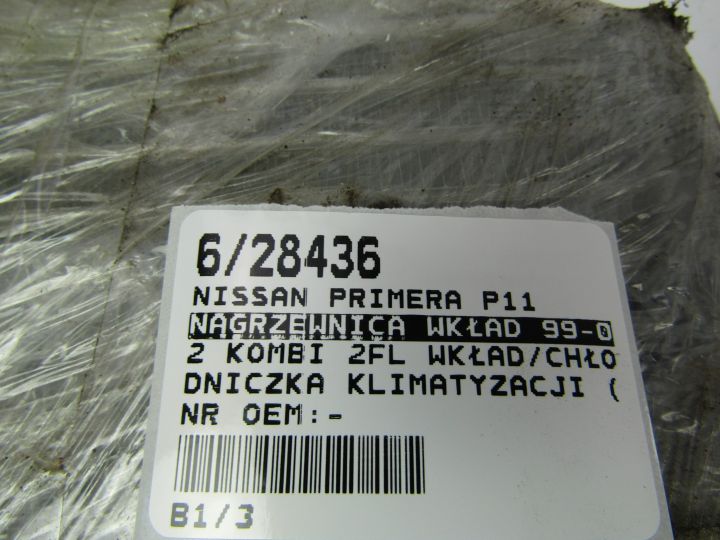 6/28436
NISSAN PRIMERA P11
NAGRZEWNICA WKŁAD 99-0
2 KOMBI 2FL WKŁAD/CHŁO
DNICZKA KLIMATYZACJI (
NR OEM:-
B1/3